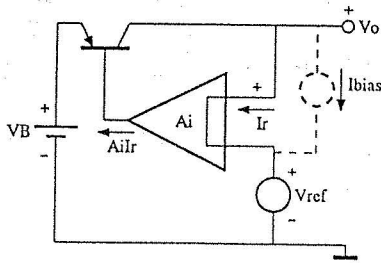 +
Vo
+
Ibias
Ai
Ir
+
VB
AiIr
-
+
Vref
-